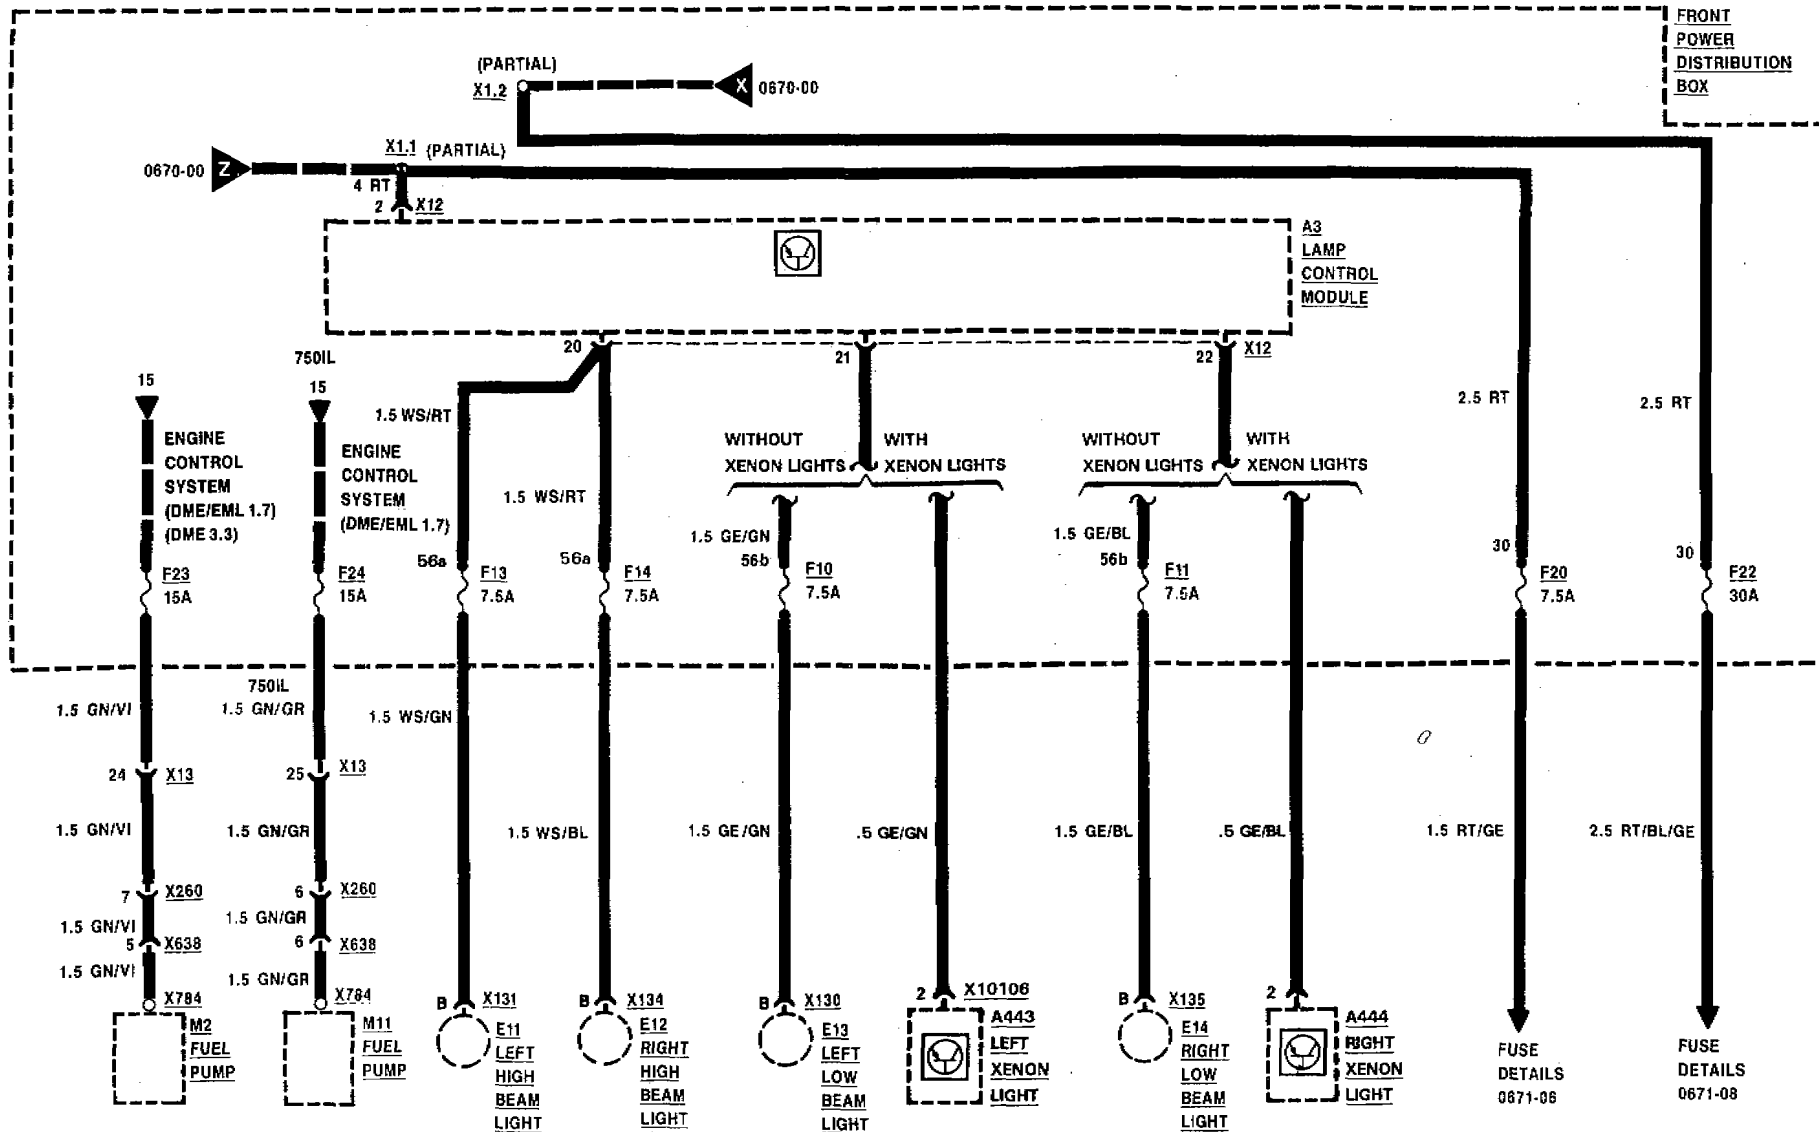 FRONT
POWER
DISTRIBUTION
BOX
(PARTIAL)
X1.2
X
0670-00
X1.1 (PARTIAL)
0670-00
Z
4 RT
2
X12
A3
LAMP
CONTROL
MODULE
20
21
22
X12
750IL
15
15
ENGINE
CONTROL
SYSTEM
(DME/EML 1.7)
(DME 3.3)
ENGINE
CONTROL
SYSTEM
(DME/EML 1.7)
1.5 WS/RT
1.5 WS/RT
WITHOUT
XENON LIGHTS
WITH
XENON LIGHTS
WITHOUT
XENON LIGHTS
WITH
XENON LIGHTS
2.5 RT
2.5 RT
1.5 GE/GN
1.5 GE/BL
56a
56a
56b
56b
30
30
F23
15A
F24
15A
F13
7.5A
F14
7.5A
F10
7.5A
F11
7.5A
F20
7.5A
F22
30A
750IL
1.5 GN/VI
1.5 GN/GR
1.5 WS/GN
24
X13
25
X13
1.5 GN/VI
1.5 GN/GR
1.5 WS/BL
1.5 GE/GN
.5 GE/GN
1.5 GE/BL
.5 GE/BL
1.5 RT/GE
2.5 RT/BL/GE
7
X260
6
X260
1.5 GN/VI
1.5 GN/GR
5
X638
6
X638
1.5 GN/VI
1.5 GN/GR
X784
X784
B
X131
B
X134
B
X130
2
X10106
B
X135
2
M2
FUEL
PUMP
M11
FUEL
PUMP
E11
LEFT
HIGH
BEAM
LIGHT
E12
RIGHT
HIGH
BEAM
LIGHT
E13
LEFT
LOW
BEAM
LIGHT
A443
LEFT
XENON
LIGHT
E14
RIGHT
LOW
BEAM
LIGHT
A444
RIGHT
XENON
LIGHT
FUSE
DETAILS
0671-06
FUSE
DETAILS
0671-08